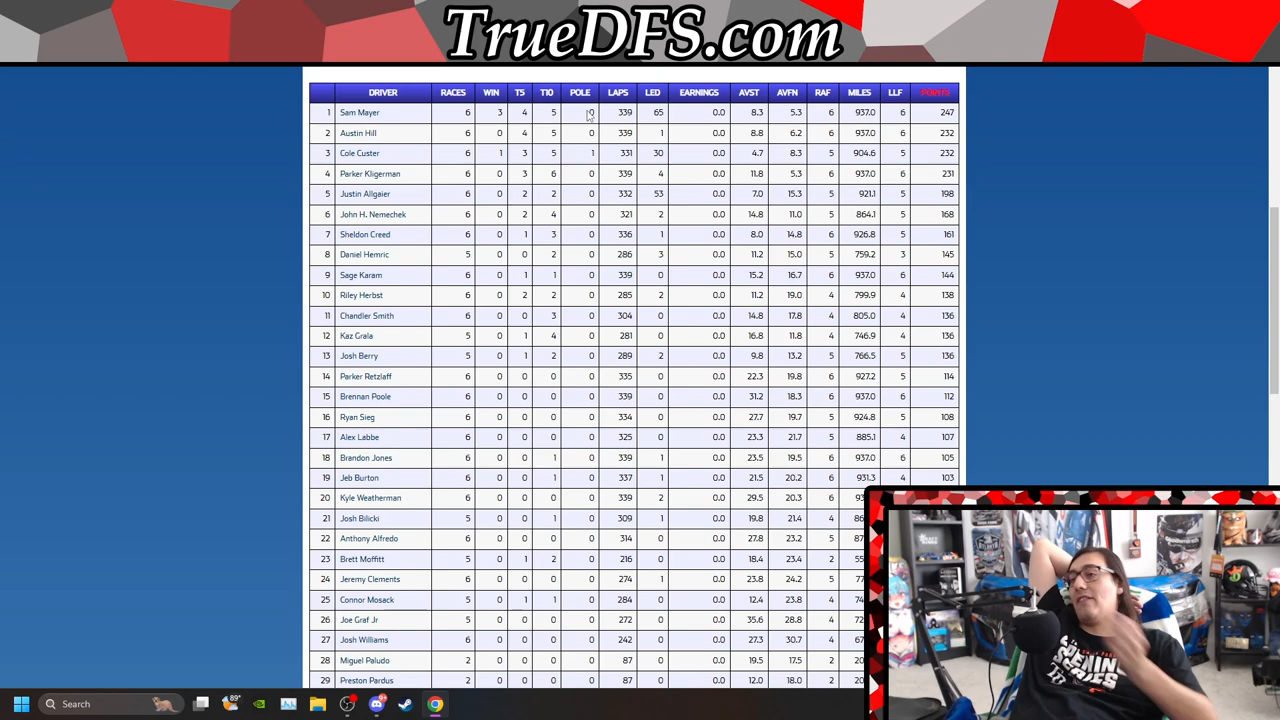 TrueDFS.com
DRIVER RACES WIN T5 T10 POLE LAPS LED EARNINGS AVST AVFN RAF MILES LLF POINTS
1 Sam Mayer 6 3 4 5 0 339 65 0.0 8.3 5.3 6 937.0 6 247
2 Austin Hill 6 0 4 5 0 339 1 0.0 8.8 6.2 6 937.0 6 232
3 Cole Custer 6 1 3 5 1 331 30 0.0 4.7 8.3 5 904.6 5 232
4 Parker Kligerman 6 0 3 6 0 339 4 0.0 11.8 5.3 6 937.0 6 231
5 Justin Allgaier 6 0 2 2 0 332 53 0.0 7.0 15.3 5 921.1 5 198
6 John H. Nemechek 6 0 2 4 0 321 2 0.0 14.8 11.0 5 864.1 5 168
7 Sheldon Creed 6 0 1 3 0 336 1 0.0 8.0 14.8 5 926.8 5 161
8 Daniel Hemric 5 0 0 2 0 286 3 0.0 11.2 15.0 5 759.2 3 145
9 Sage Karam 6 0 1 1 0 339 0 0.0 15.2 16.7 6 937.0 6 144
10 Riley Herbst 6 0 2 2 0 285 2 0.0 11.2 19.0 4 799.9 4 138
11 Chandler Smith 6 0 0 3 0 304 0 0.0 14.8 17.8 4 805.0 4 136
12 Kaz Grala 5 0 1 4 0 281 0 0.0 16.8 11.8 4 746.9 4 136
13 Josh Berry 5 0 1 2 0 289 2 0.0 9.8 13.2 5 766.5 5 136
14 Parker Retzlaff 6 0 0 0 0 335 0 0.0 22.3 19.8 6 927.2 5 114
15 Brennan Poole 6 0 0 0 0 339 0 0.0 31.2 18.3 6 937.0 6 112
16 Ryan Sieg 6 0 0 0 0 334 0 0.0 27.7 19.7 6 924.8 5 108
17 Alex Labbe 6 0 0 0 0 325 0 0.0 23.3 21.7 4 885.1 4 107
18 Brandon Jones 6 0 0 1 0 339 1 0.0 23.5 19.5 6 937.0 6 105
19 Jeb Burton 6 0 0 1 0 337 1 0.0 21.5 20.2 6 931.3 4 103
20 Kyle Weatherman 6 0 0 0 0 339 2 0.0 29.5 20.3 6 93
21 Josh Bilicki 5 0 0 1 0 309 1 0.0 19.8 21.4 4 86
22 Anthony Alfredo 6 0 0 0 0 314 0 0.0 27.8 23.2 5 87
23 Brett Moffitt 5 0 1 2 0 216 0 0.0 18.4 23.4 2 55
24 Jeremy Clements 6 0 0 0 0 274 1 0.0 23.8 24.2 5 77
25 Connor Mosack 5 0 1 1 0 284 0 0.0 12.4 23.8 4 74
26 Joe Graf Jr 5 0 0 0 0 272 0 0.0 35.6 28.8 4 72
27 Josh Williams 6 0 0 0 0 242 0 0.0 27.3 30.7 4 67
28 Miguel Paludo 2 0 0 0 0 87 0 0.0 19.5 17.5 2 20
29 Preston Pardus 2 0 0 0 0 87 0 0.0 12.0 18.0 2 20
Search
89°